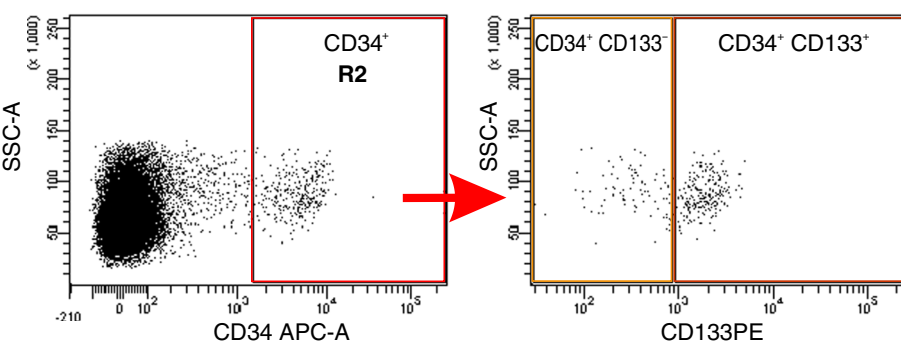 (x 1,000)
250
200
150
100
50
SSC-A
CD34⁺
R2
-210
0 10² 10³ 10⁴ 10⁵
CD34 APC-A
(x 1,000)
250
200
150
100
50
SSC-A
CD34⁺ CD133⁻
CD34⁺ CD133⁺
10² 10³ 10⁴ 10⁵
CD133PE